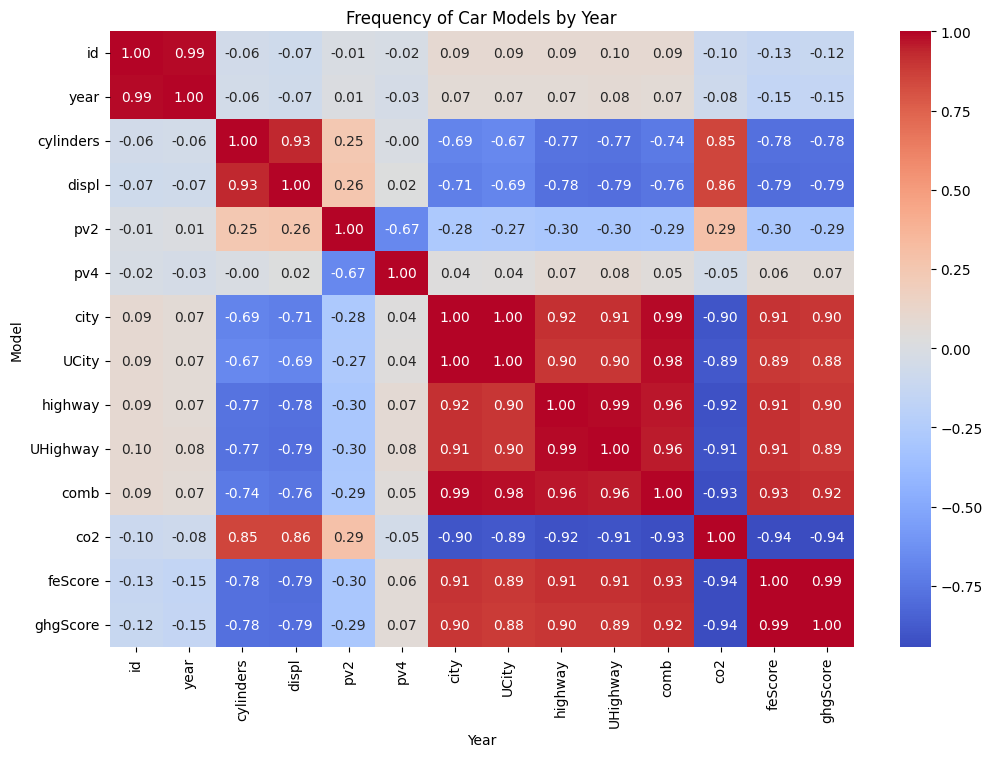 Frequency of Car Models by Year
id 1.00 0.99 -0.06 -0.07 -0.01 -0.02 0.09 0.09 0.09 0.10 0.09 -0.10 -0.13 -0.12
year 0.99 1.00 -0.06 -0.07 0.01 -0.03 0.07 0.07 0.07 0.08 0.07 -0.08 -0.15 -0.15
cylinders -0.06 -0.06 1.00 0.93 0.25 -0.00 -0.69 -0.67 -0.77 -0.77 -0.74 0.85 -0.78 -0.78
displ -0.07 -0.07 0.93 1.00 0.26 0.02 -0.71 -0.69 -0.78 -0.79 -0.76 0.86 -0.79 -0.79
pv2 -0.01 0.01 0.25 0.26 1.00 -0.67 -0.28 -0.27 -0.30 -0.30 -0.29 0.29 -0.30 -0.29
pv4 -0.02 -0.03 -0.00 0.02 -0.67 1.00 0.04 0.04 0.07 0.08 0.05 -0.05 0.06 0.07
city 0.09 0.07 -0.69 -0.71 -0.28 0.04 1.00 1.00 0.92 0.91 0.99 -0.90 0.91 0.90
UCity 0.09 0.07 -0.67 -0.69 -0.27 0.04 1.00 1.00 0.90 0.90 0.98 -0.89 0.89 0.88
highway 0.09 0.07 -0.77 -0.78 -0.30 0.07 0.92 0.90 1.00 0.99 0.96 -0.92 0.91 0.90
UHighway 0.10 0.08 -0.77 -0.79 -0.30 0.08 0.91 0.90 0.99 1.00 0.96 -0.91 0.91 0.89
comb 0.09 0.07 -0.74 -0.76 -0.29 0.05 0.99 0.98 0.96 0.96 1.00 -0.93 0.93 0.92
co2 -0.10 -0.08 0.85 0.86 0.29 -0.05 -0.90 -0.89 -0.92 -0.91 -0.93 1.00 -0.94 -0.94
feScore -0.13 -0.15 -0.78 -0.79 -0.30 0.06 0.91 0.89 0.91 0.91 0.93 -0.94 1.00 0.99
ghgScore -0.12 -0.15 -0.78 -0.79 -0.29 0.07 0.90 0.88 0.90 0.89 0.92 -0.94 0.99 1.00
id year cylinders displ pv2 pv4 city UCity highway UHighway comb co2 feScore ghgScore
Year
Model
1.00
0.75
0.50
0.25
0.00
-0.25
-0.50
-0.75